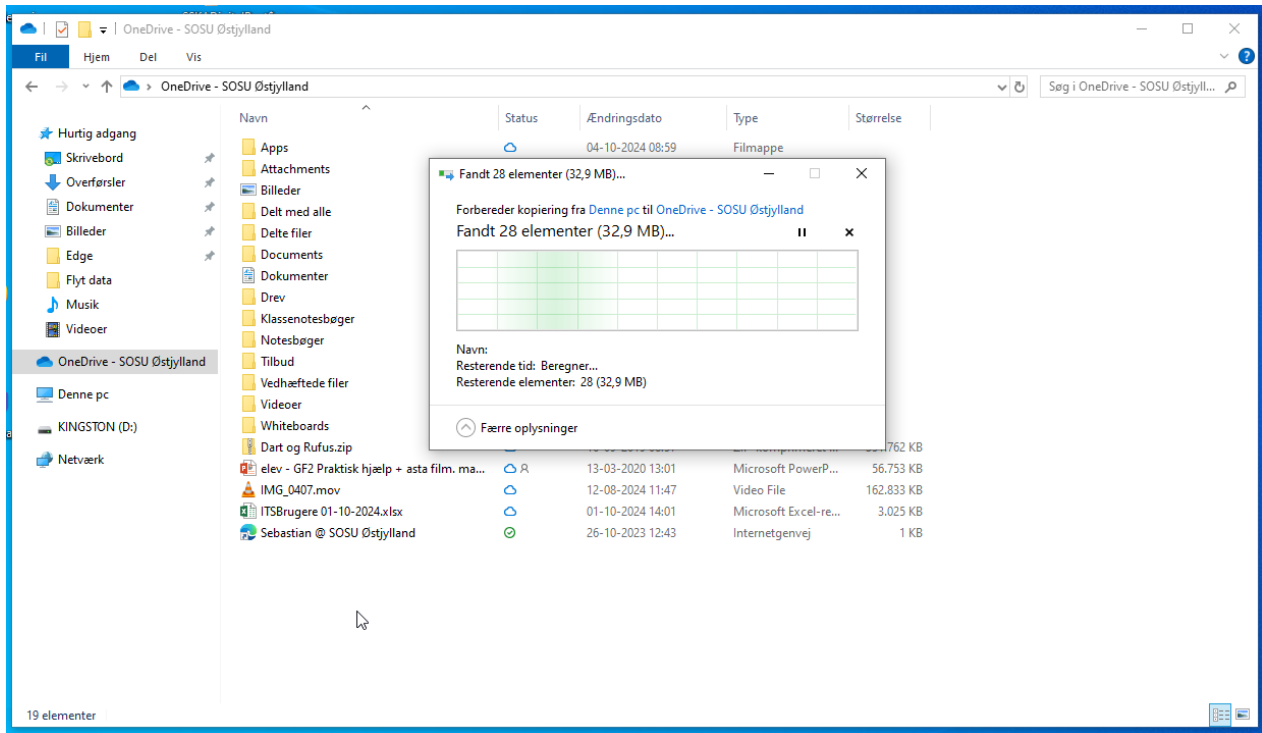 OneDrive - SOSU Østjylland
Fil Hjem Del Vis
OneDrive - SOSU Østjylland
Søg i OneDrive - SOSU Østjyll...
Hurtig adgang
Skrivebord
Overførsler
Dokumenter
Billeder
Edge
Flyt data
Musik
Videoer
OneDrive - SOSU Østjylland
Denne pc
KINGSTON (D:)
Netværk
Navn Status Ændringsdato Type Størrelse
Apps 04-10-2024 08:59 Filmappe
Attachments
Billeder
Delt med alle
Delte filer
Documents
Dokumenter
Drev
Klassenotesbøger
Notesbøger
Tilbud
Vedhæftede filer
Videoer
Whiteboards
Dart og Rufus.zip
elev - GF2 Praktisk hjælp + asta film. ma... 13-03-2020 13:01 Microsoft PowerP... 56.753 KB
IMG_0407.mov 12-08-2024 11:47 Video File 162.833 KB
ITSBrugere 01-10-2024.xlsx 01-10-2024 14:01 Microsoft Excel-re... 3.025 KB
Sebastian @ SOSU Østjylland 26-10-2023 12:43 Internetgenvej 1 KB
Fandt 28 elementer (32,9 MB)...
Forbereder kopiering fra Denne pc til OneDrive - SOSU Østjylland
Fandt 28 elementer (32,9 MB)...
Navn:
Resterende tid: Beregner...
Resterende elementer: 28 (32,9 MB)
Færre oplysninger
19 elementer